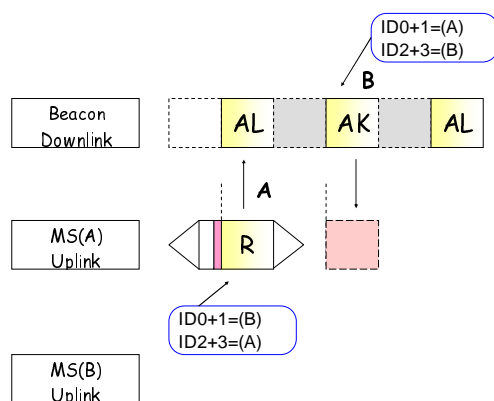 ID0+1=(A)
ID2+3=(B)
B
Beacon
Downlink
AL
AK
AL
A
MS(A)
Uplink
R
ID0+1=(B)
ID2+3=(A)
MS(B)
Uplink